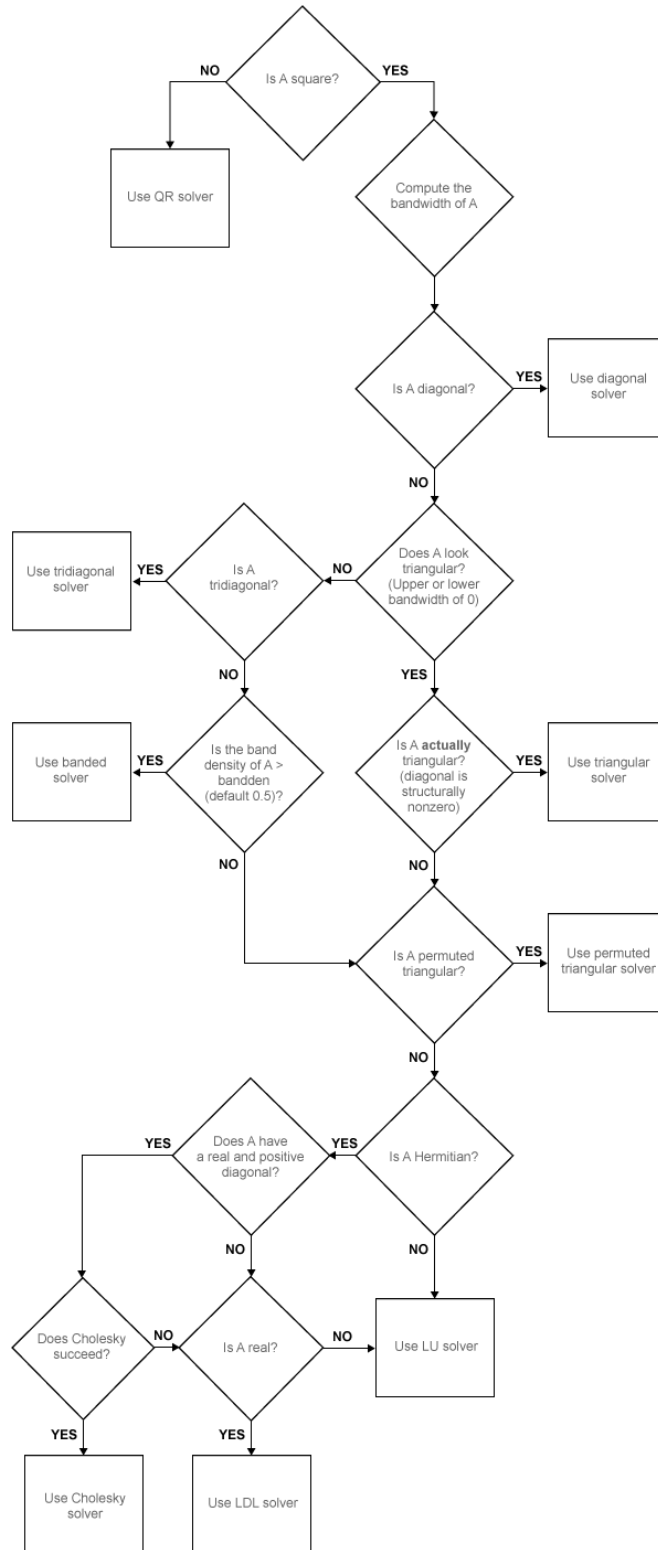 NO
Is A square?
YES
Use QR solver
Compute the
bandwidth of A
Is A diagonal?
YES
Use diagonal
solver
NO
Use tridiagonal
solver
YES
Is A
tridiagonal?
NO
Does A look
triangular?
(Upper or lower
bandwidth of 0)
NO
YES
Use banded
solver
YES
Is the band
density of A >
bandden
(default 0.5)?
Is A actually
triangular?
(diagonal is
structurally
nonzero)
YES
Use triangular
solver
NO
NO
Is A permuted
triangular?
YES
Use permuted
triangular solver
NO
YES
Does A have
a real and positive
diagonal?
YES
Is A Hermitian?
NO
NO
Does Cholesky
succeed?
NO
Is A real?
NO
Use LU solver
YES
YES
Use Cholesky
solver
Use LDL solver